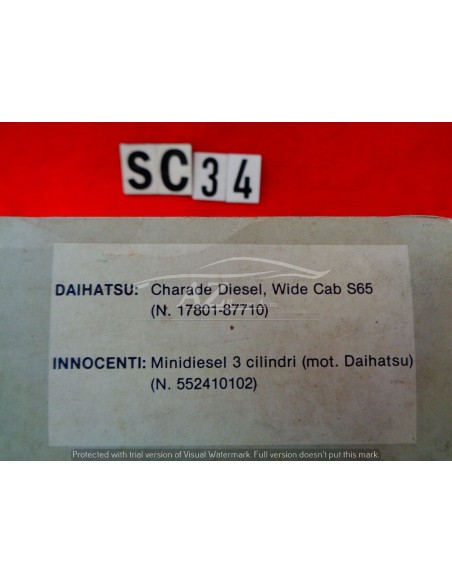 SC34
DAIHATSU: Charade Diesel, Wide Cab S65
(N. 17801-87710)
INNOCENTI: Minidiesel 3 cilindri (mot. Daihatsu)
(N. 552410102)
Protected with trial version of Visual Watermark. Full version doesn't put this mark.